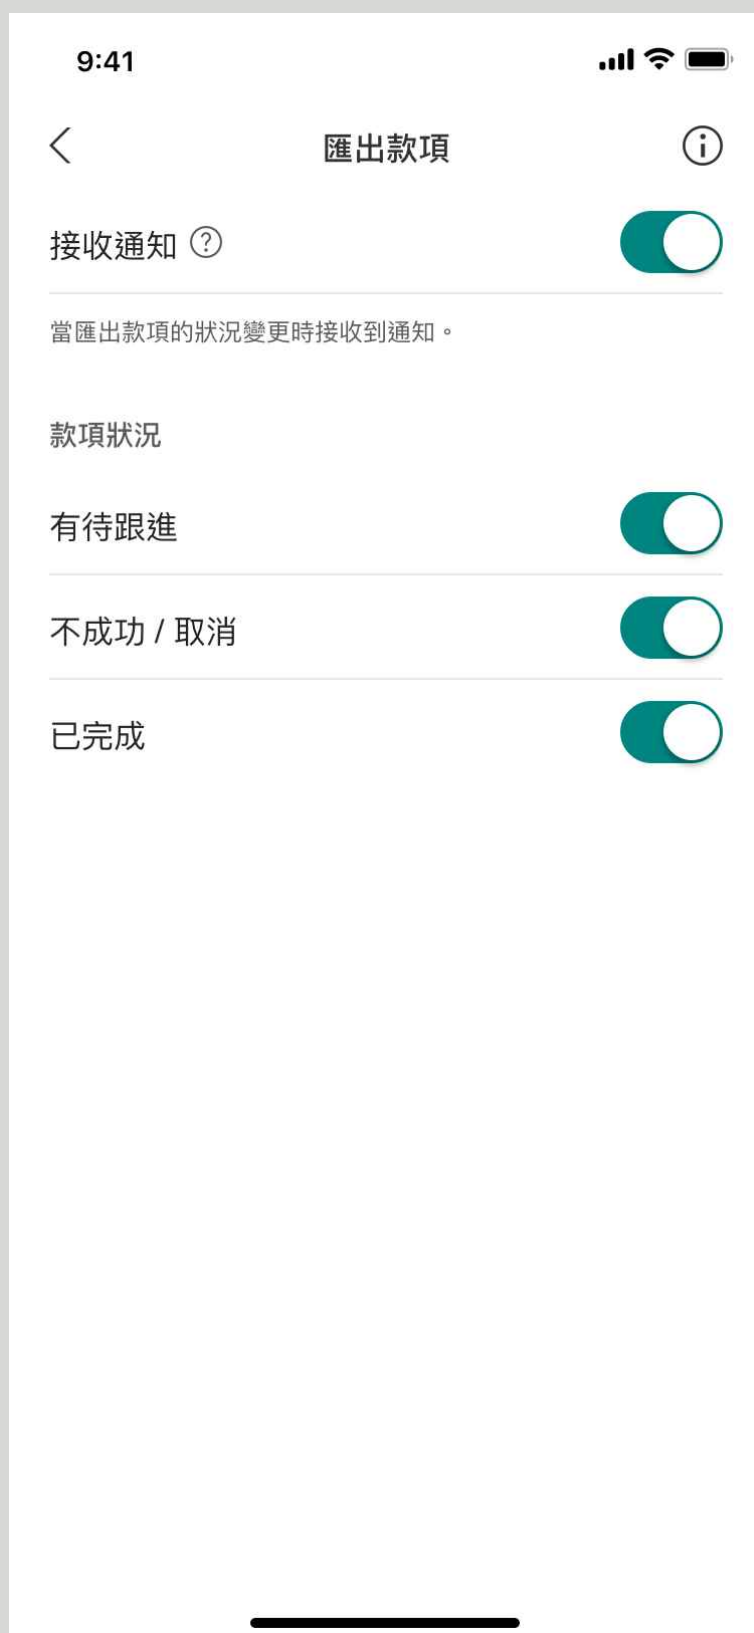 9:41
匯出款項
接收通知 ?
當匯出款項的狀況變更時接收到通知。
款項狀況
有待跟進
不成功 / 取消
已完成